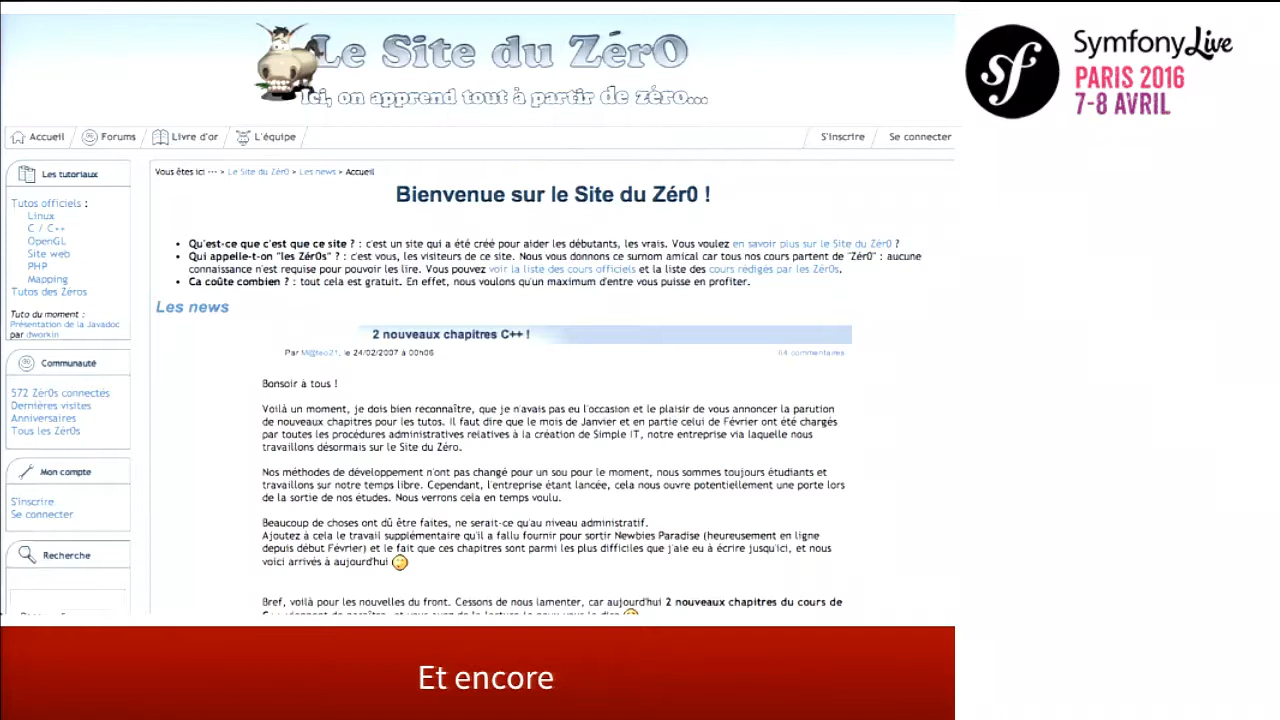 Le Site du Zér0
Ici, on apprend tout à partir de zéro...
SymfonyLive
PARIS 2016
7-8 AVRIL
Accueil
Forums
Livre d'or
L'équipe
S'inscrire
Se connecter
Les tutoriaux
Tutos officiels :
Linux
C / C++
OpenGL
Site web
PHP
Mapping
Tutos des Zéros
Tuto du moment :
Présentation de la Javadoc
par dworkin
Communauté
572 Zér0s connectés
Dernières visites
Anniversaires
Tous les Zér0s
Mon compte
S'inscrire
Se connecter
Recherche
Vous êtes ici --- > Le Site du Zér0 > Les news > Accueil
Bienvenue sur le Site du Zér0 !
• Qu'est-ce que c'est que ce site ? : c'est un site qui a été créé pour aider les débutants, les vrais. Vous voulez en savoir plus sur le Site du Zér0 ?
• Qui appelle-t-on "les Zér0s" ? : c'est vous, les visiteurs de ce site. Nous vous donnons ce surnom amical car tous nos cours partent de "Zér0" : aucune
connaissance n'est requise pour pouvoir les lire. Vous pouvez voir la liste des cours officiels et la liste des cours rédigés par les Zér0s.
• Ca coûte combien ? : tout cela est gratuit. En effet, nous voulons qu'un maximum d'entre vous puisse en profiter.
Les news
2 nouveaux chapitres C++ !
Par M@teo21, le 24/02/2007 à 00h06
commentaires
Bonsoir à tous !
Voilà un moment, je dois bien reconnaître, que je n'avais pas eu l'occasion et le plaisir de vous annoncer la parution
de nouveaux chapitres pour les tutos. Il faut dire que le mois de Janvier et en partie celui de Février ont été chargés
par toutes les procédures administratives relatives à la création de Simple IT, notre entreprise via laquelle nous
travaillons désormais sur le Site du Zéro.
Nos méthodes de développement n'ont pas changé pour un sou pour le moment, nous sommes toujours étudiants et
travaillons sur notre temps libre. Cependant, l'entreprise étant lancée, cela nous ouvre potentiellement une porte lors
de la sortie de nos études. Nous verrons cela en temps voulu.
Beaucoup de choses ont dû être faites, ne serait-ce qu'au niveau administratif.
Ajoutez à cela le travail supplémentaire qu'il a fallu fournir pour sortir Newbies Paradise (heureusement en ligne
depuis début Février) et le fait que ces chapitres sont parmi les plus difficiles que j'aie eu à écrire jusqu'ici, et nous
voici arrivés à aujourd'hui
Bref, voilà pour les nouvelles du front. Cessons de nous lamenter, car aujourd'hui 2 nouveaux chapitres du cours de
Et encore